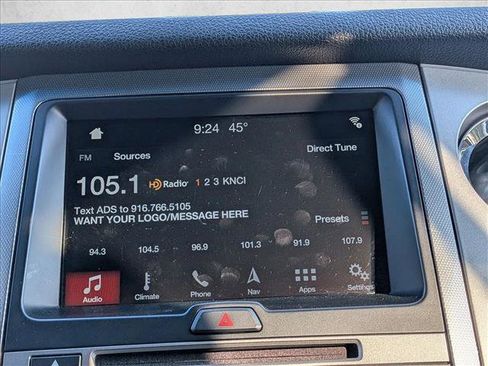 9:24 45°
FM Sources Direct Tune
105.1 HD Radio 1 2 3 KNCI
Text ADS to 916.766.5105
WANT YOUR LOGO/MESSAGE HERE
Presets
94.3 104.5 96.9 101.3 91.9 107.9
Audio Climate Phone Nav Apps Settings